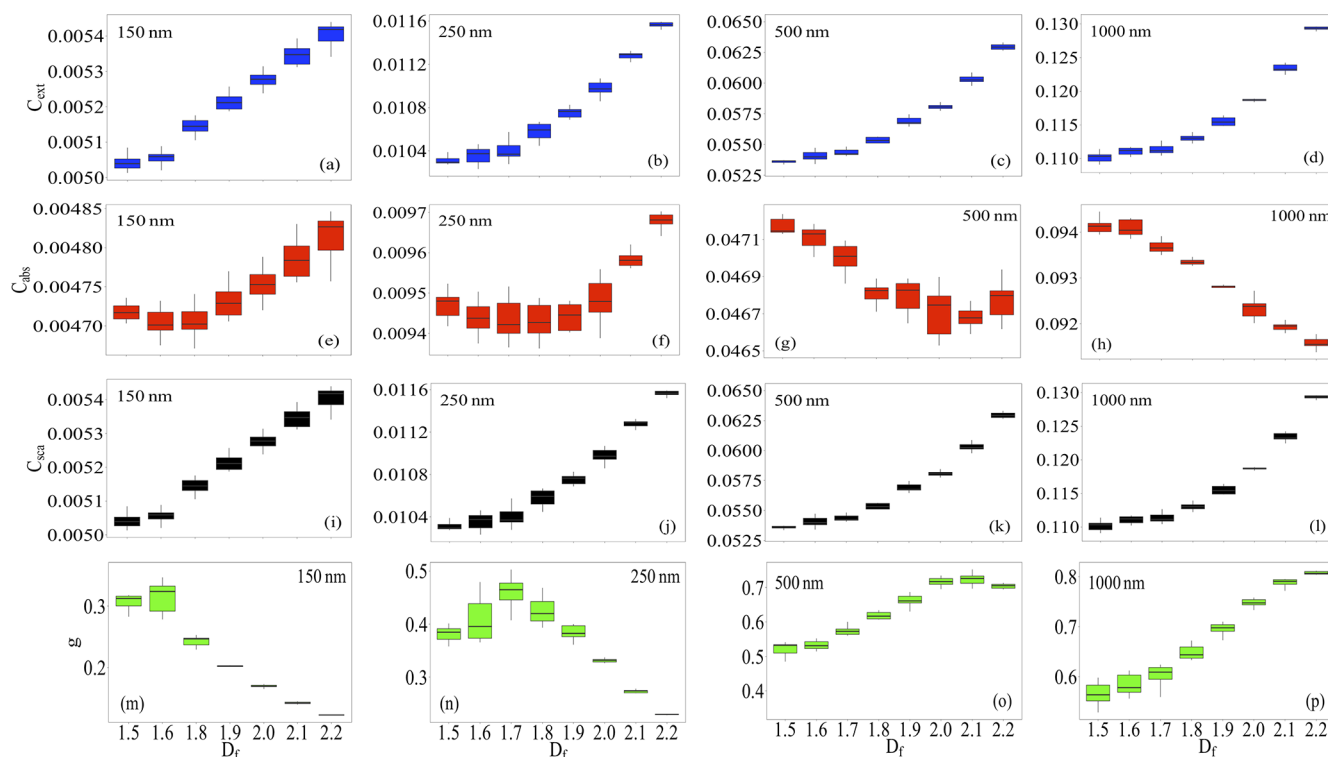 C_ext
0.0054
0.0053
0.0052
0.0051
0.0050
150 nm
(a)
0.0116
0.0112
0.0108
0.0104
250 nm
(b)
0.0650
0.0625
0.0600
0.0575
0.0550
0.0525
500 nm
(c)
0.130
0.125
0.120
0.115
0.110
1000 nm
(d)
C_abs
0.00485
0.00480
0.00475
0.00470
150 nm
(e)
0.0097
0.0096
0.0095
0.0094
250 nm
(f)
0.0471
0.0469
0.0467
0.0465
500 nm
(g)
0.094
0.093
0.092
1000 nm
(h)
C_sca
0.0054
0.0053
0.0052
0.0051
0.0050
150 nm
(i)
0.0116
0.0112
0.0108
0.0104
250 nm
(j)
0.0650
0.0625
0.0600
0.0575
0.0550
0.0525
500 nm
(k)
0.130
0.125
0.120
0.115
0.110
1000 nm
(l)
g
0.3
0.2
150 nm
(m)
0.5
0.4
0.3
250 nm
(n)
0.7
0.6
0.5
0.4
500 nm
(o)
0.8
0.7
0.6
1000 nm
(p)
1.5 1.6 1.8 1.9 2.0 2.1 2.2
D_f
1.5 1.6 1.7 1.8 1.9 2.0 2.1 2.2
D_f
1.5 1.6 1.7 1.8 1.9 2.0 2.1 2.2
D_f
1.5 1.6 1.7 1.8 1.9 2.0 2.1 2.2
D_f